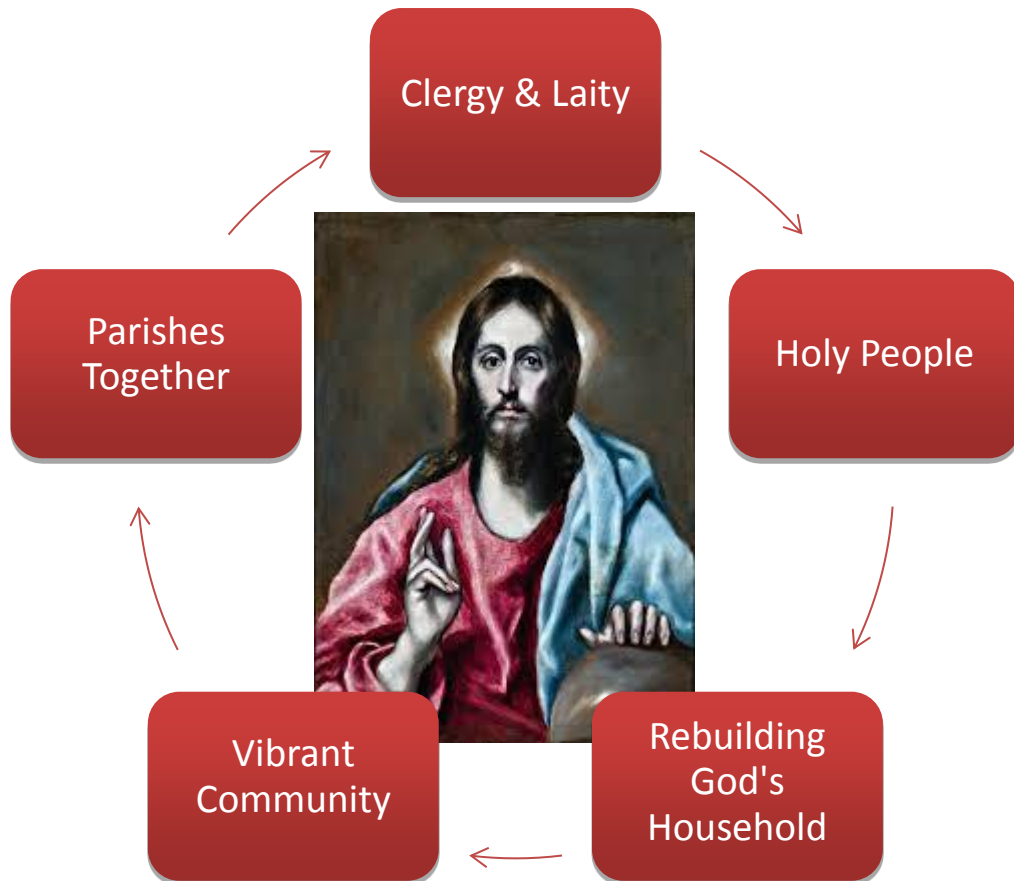 Clergy & Laity
Holy People
Rebuilding
God's
Household
Vibrant
Community
Parishes
Together